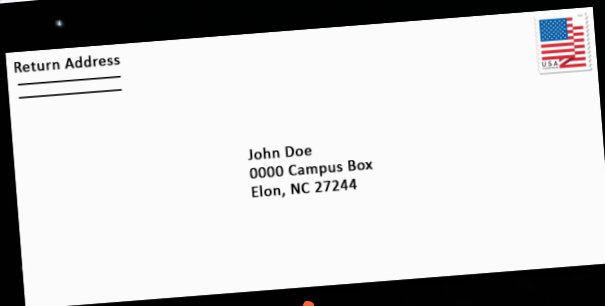 Return Address
USA
John Doe
0000 Campus Box
Elon, NC 27244